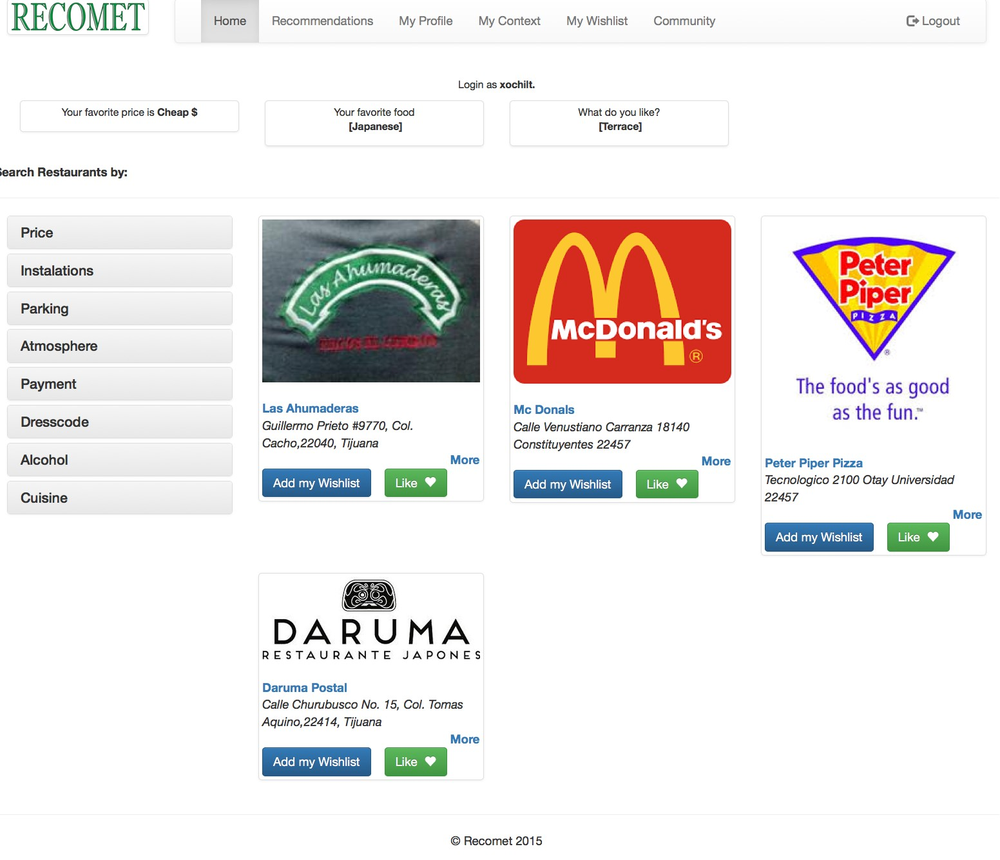 RECOMET
Home Recommendations My Profile My Context My Wishlist Community Logout
Login as xochilt.
Your favorite price is Cheap $
Your favorite food
[Japanese]
What do you like?
[Terrace]
Search Restaurants by:
Price
Instalations
Parking
Atmosphere
Payment
Dresscode
Alcohol
Cuisine
Las Ahumaderas
Las Ahumaderas
Guillermo Prieto #9770, Col.
Cacho,22040, Tijuana
More
Add my Wishlist Like
McDonald's
®
Mc Donals
Calle Venustiano Carranza 18140
Constituyentes 22457
More
Add my Wishlist Like
Peter
Piper
PIZZA
®
The food's as good
as the fun.™
Peter Piper Pizza
Tecnologico 2100 Otay Universidad
22457
More
Add my Wishlist Like
DARUMA
RESTAURANTE JAPONES
Daruma Postal
Calle Churubusco No. 15, Col. Tomas
Aquino,22414, Tijuana
More
Add my Wishlist Like
© Recomet 2015